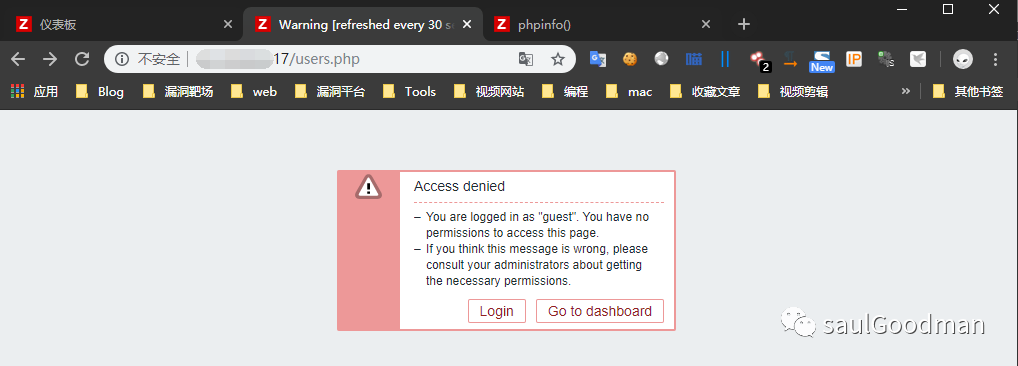 Z 仪表板
Z Warning [refreshed every 30 s
Z phpinfo()
不安全 17/users.php
2 New IP
应用 Blog 漏洞靶场 web 漏洞平台 Tools 视频网站 编程 mac 收藏文章 视频剪辑 » 其他书签
Access denied
– You are logged in as "guest". You have no
permissions to access this page.
– If you think this message is wrong, please
consult your administrators about getting
the necessary permissions.
Login Go to dashboard
saulGoodman